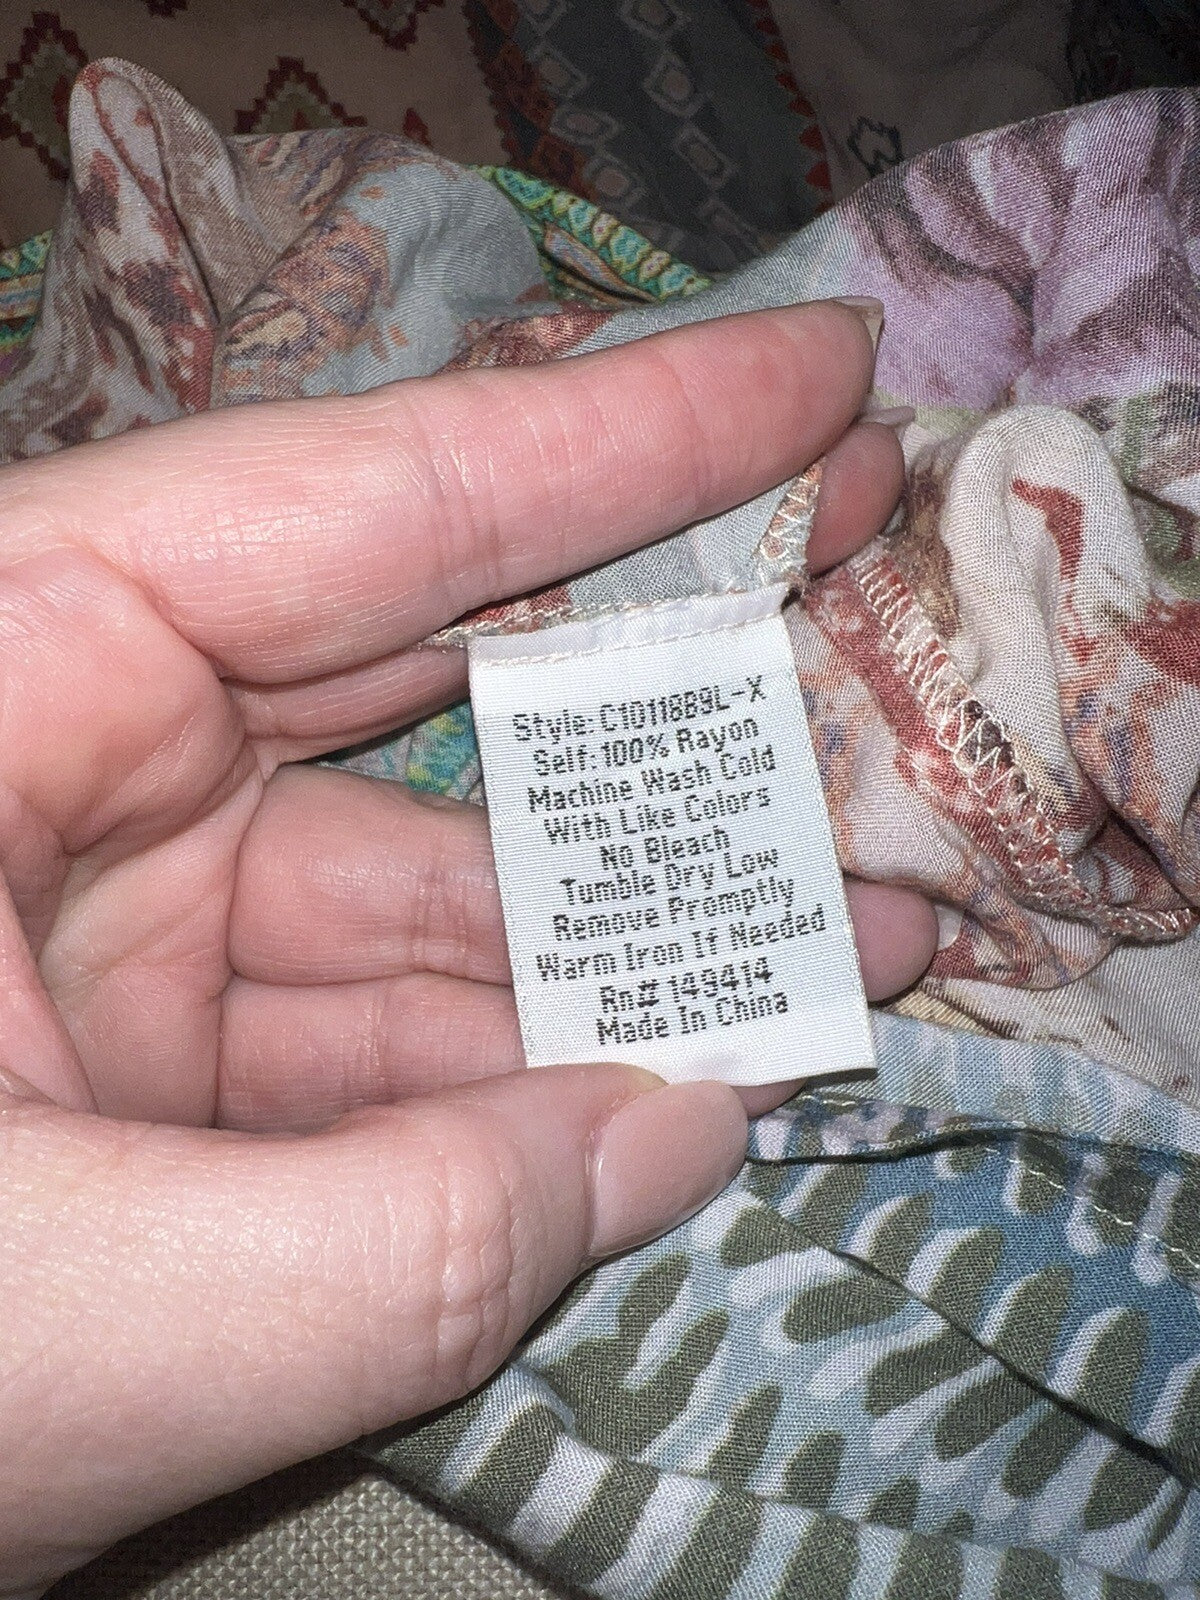 Style: C1011889L-X
Self: 100% Rayon
Machine Wash Cold
With Like Colors
No Bleach
Tumble Dry Low
Remove Promptly
Warm Iron If Needed
Rn# 149414
Made In China